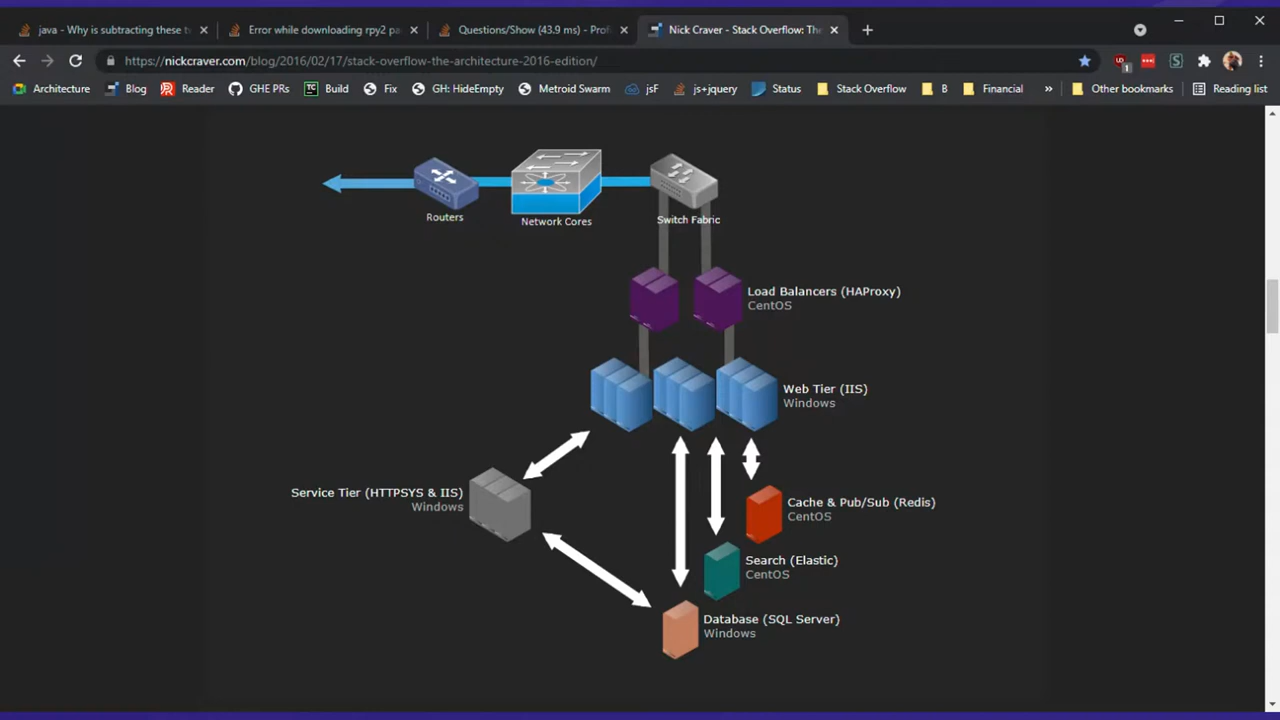 java - Why is subtracting these tw
Error while downloading rpy2 pa
Questions/Show (43.9 ms) - Profi
Nick Craver - Stack Overflow: The
https://nickcraver.com/blog/2016/02/17/stack-overflow-the-architecture-2016-edition/
1
Architecture
Blog
Reader
GHE PRs
TC
Build
Fix
GH: HideEmpty
Metroid Swarm
jsF
js+jquery
Status
Stack Overflow
B
Financial
»
Other bookmarks
Reading list
Routers
Network Cores
Switch Fabric
Load Balancers (HAProxy)
CentOS
Web Tier (IIS)
Windows
Service Tier (HTTPSYS & IIS)
Windows
Cache & Pub/Sub (Redis)
CentOS
Search (Elastic)
CentOS
Database (SQL Server)
Windows